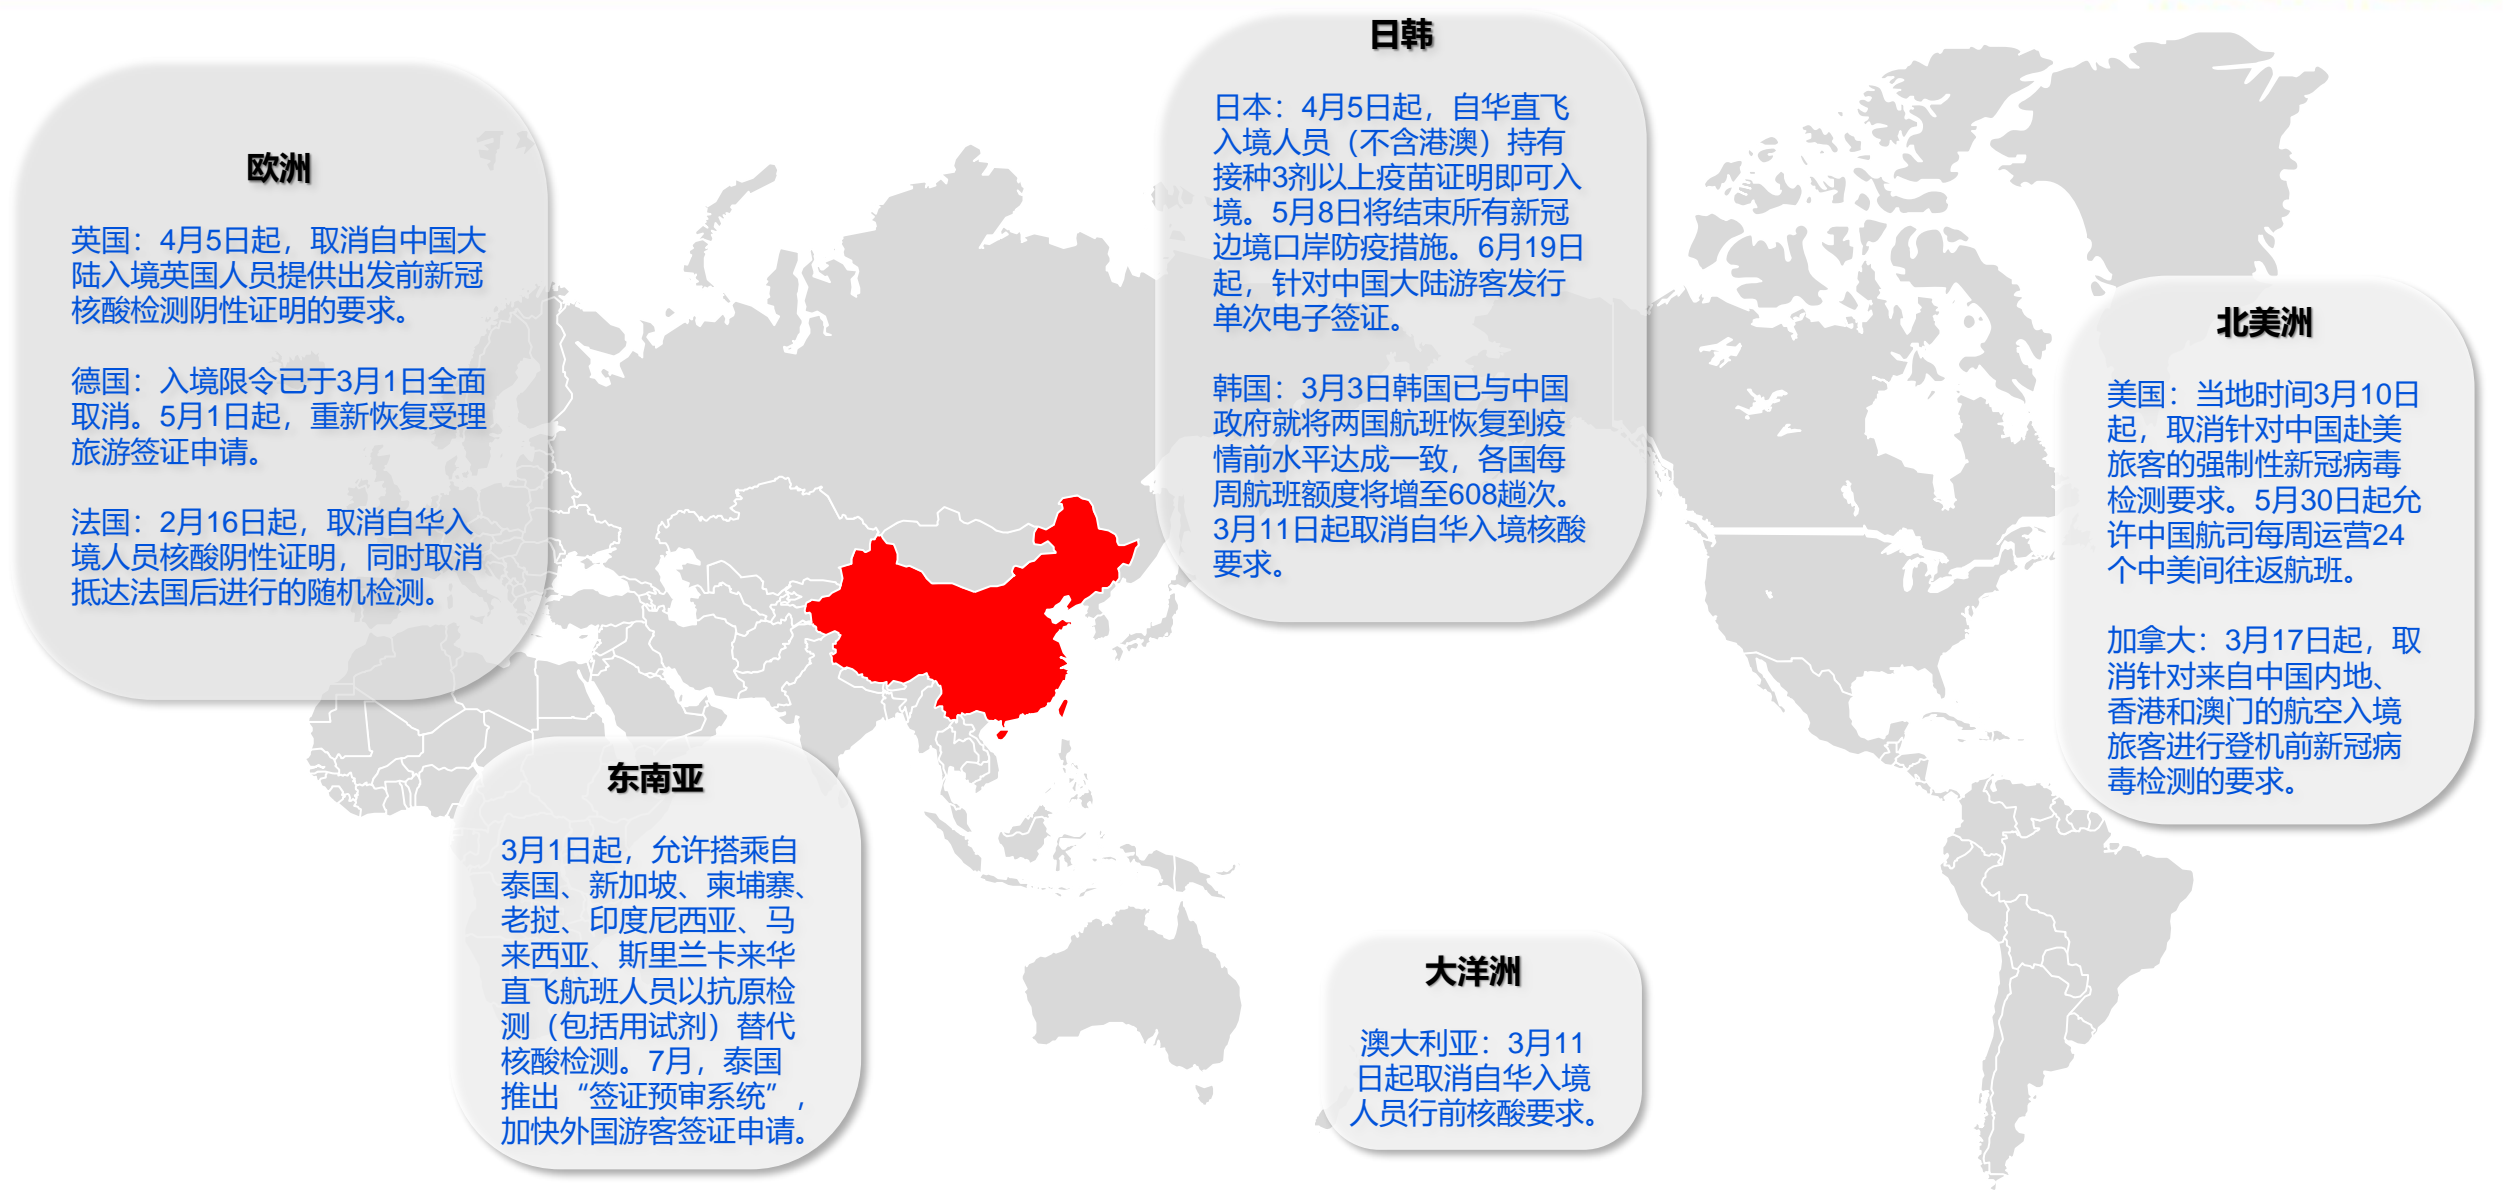 欧洲
英国：4月5日起，取消自中国大
陆入境英国人员提供出发前新冠
核酸检测阴性证明的要求。
德国：入境限令已于3月1日全面
取消。5月1日起，重新恢复受理
旅游签证申请。
法国：2月16日起，取消自华入
境人员核酸阴性证明，同时取消
抵达法国后进行的随机检测。
东南亚
3月1日起，允许搭乘自
泰国、新加坡、柬埔寨、
老挝、印度尼西亚、马
来西亚、斯里兰卡来华
直飞航班人员以抗原检
测（包括用试剂）替代
核酸检测。7月，泰国
推出“签证预审系统”，
加快外国游客签证申请。
日韩
日本：4月5日起，自华直飞
入境人员（不含港澳）持有
接种3剂以上疫苗证明即可入
境。5月8日将结束所有新冠
边境口岸防疫措施。6月19日
起，针对中国大陆游客发行
单次电子签证。
韩国：3月3日韩国已与中国
政府就将两国航班恢复到疫
情前水平达成一致，各国每
周航班额度将增至608趟次。
3月11日起取消自华入境核酸
要求。
大洋洲
澳大利亚：3月11
日起取消自华入境
人员行前核酸要求。
北美洲
美国：当地时间3月10日
起，取消针对中国赴美
旅客的强制性新冠病毒
检测要求。5月30日起允
许中国航司每周运营24
个中美间往返航班。
加拿大：3月17日起，取
消针对来自中国内地、
香港和澳门的航空入境
旅客进行登机前新冠病
毒检测的要求。